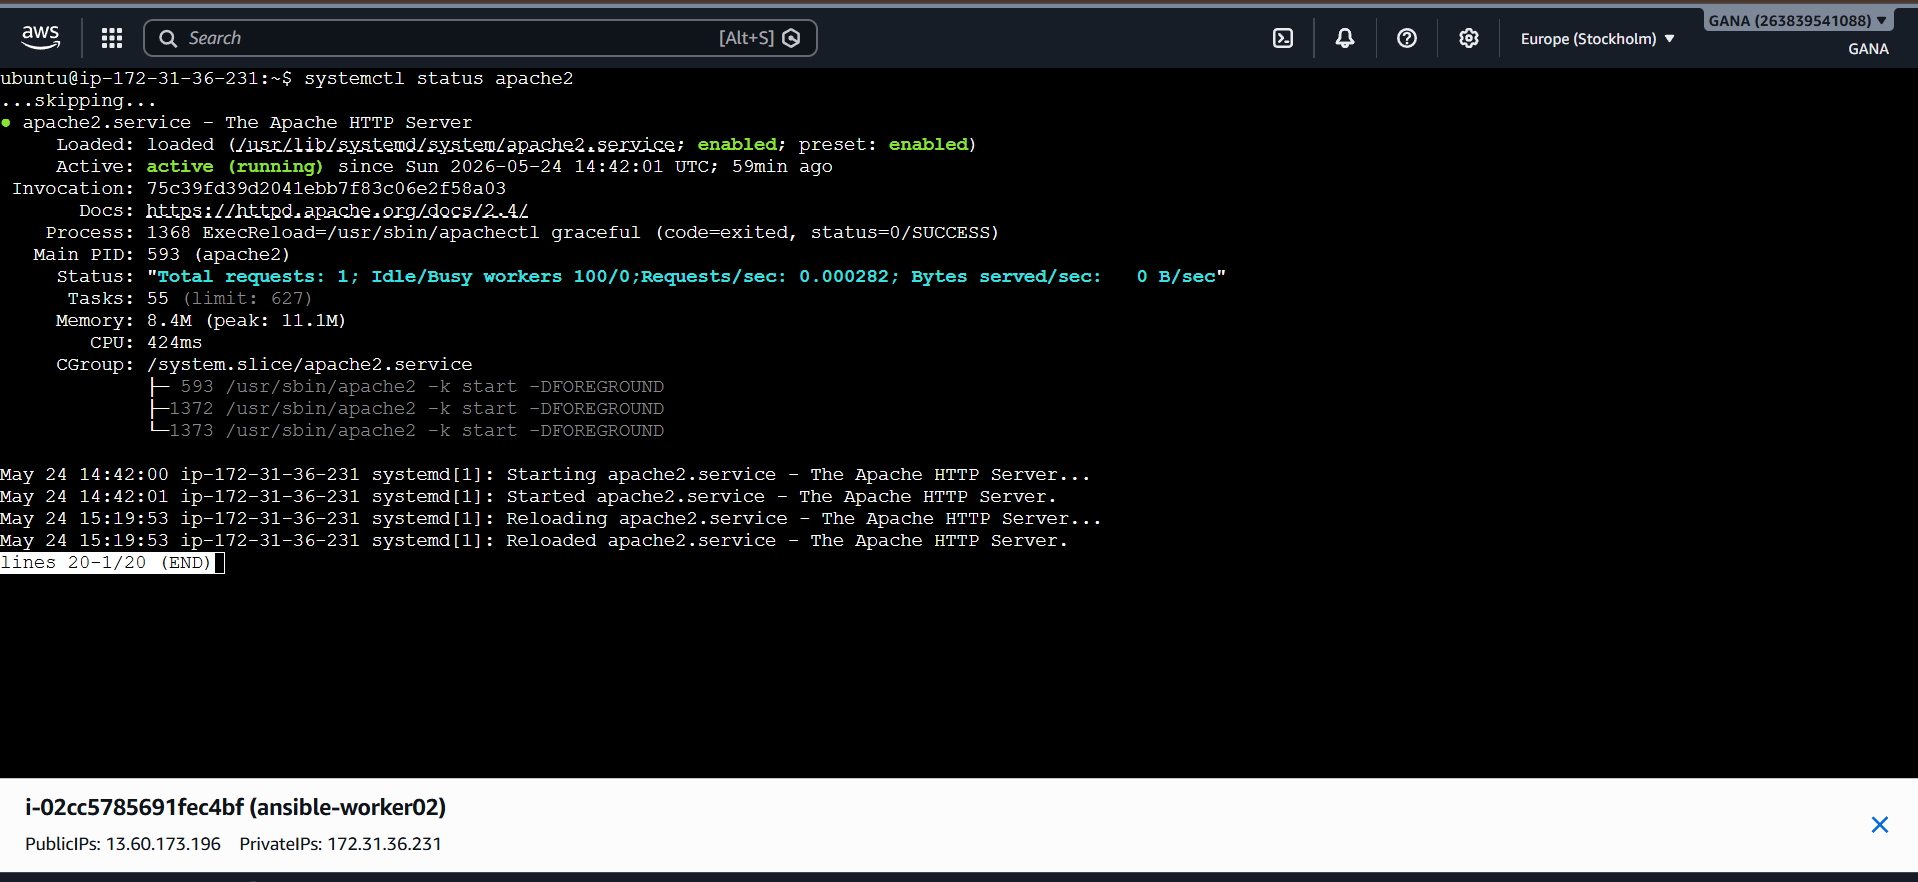 aws
Search [Alt+S]
Europe (Stockholm) ▼
GANA (263839541088) ▼
GANA
ubuntu@ip-172-31-36-231:~$ systemctl status apache2
...skipping...
● apache2.service - The Apache HTTP Server
Loaded: loaded (/usr/lib/systemd/system/apache2.service; enabled; preset: enabled)
Active: active (running) since Sun 2026-05-24 14:42:01 UTC; 59min ago
Invocation: 75c39fd39d2041ebb7f83c06e2f58a03
Docs: https://httpd.apache.org/docs/2.4/
Process: 1368 ExecReload=/usr/sbin/apachectl graceful (code=exited, status=0/SUCCESS)
Main PID: 593 (apache2)
Status: "Total requests: 1; Idle/Busy workers 100/0;Requests/sec: 0.000282; Bytes served/sec:   0 B/sec"
Tasks: 55 (limit: 627)
Memory: 8.4M (peak: 11.1M)
CPU: 424ms
CGroup: /system.slice/apache2.service
├─ 593 /usr/sbin/apache2 -k start -DFOREGROUND
├─1372 /usr/sbin/apache2 -k start -DFOREGROUND
└─1373 /usr/sbin/apache2 -k start -DFOREGROUND
May 24 14:42:00 ip-172-31-36-231 systemd[1]: Starting apache2.service - The Apache HTTP Server...
May 24 14:42:01 ip-172-31-36-231 systemd[1]: Started apache2.service - The Apache HTTP Server.
May 24 15:19:53 ip-172-31-36-231 systemd[1]: Reloading apache2.service - The Apache HTTP Server...
May 24 15:19:53 ip-172-31-36-231 systemd[1]: Reloaded apache2.service - The Apache HTTP Server.
lines 20-1/20 (END)
i-02cc5785691fec4bf (ansible-worker02)
PublicIPs: 13.60.173.196 PrivateIPs: 172.31.36.231